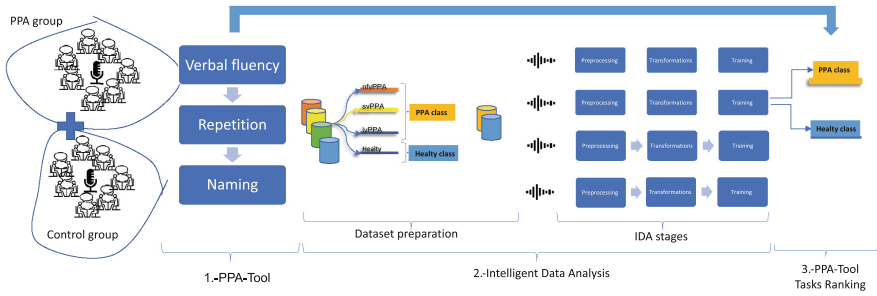 PPA group
Control group
Verbal fluency
Repetition
Naming
1.-PPA-Tool
nfvPPA
svPPA
lvPPA
Healty
PPA class
Healty class
Dataset preparation
Preprocessing
Transformations
Training
Preprocessing
Transformations
Training
Preprocessing
Transformations
Training
Preprocessing
Transformations
Training
IDA stages
2.-Intelligent Data Analysis
PPA class
Healty class
3.-PPA-Tool
Tasks Ranking